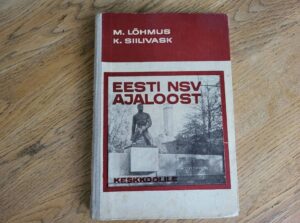 M. LÕHMUS
K. SIILIVASK
EESTI NSV
AJALOOST
KESKKOOLILE